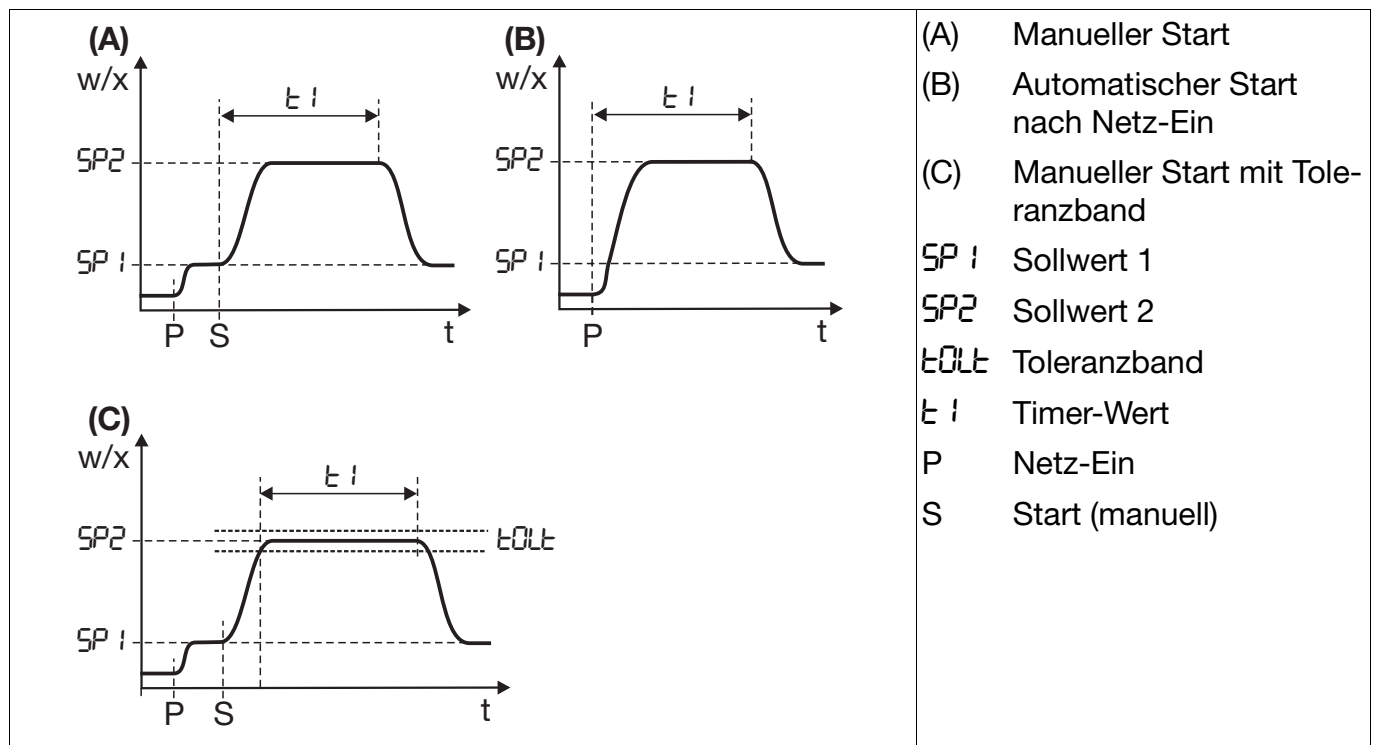 (A)
w/x
t1
SP2
SP1
P
S
t
(B)
w/x
t1
SP2
SP1
P
t
(C)
w/x
t1
SP2
tOLt
SP1
P
S
t
(A) Manueller Start
(B) Automatischer Start
nach Netz-Ein
(C) Manueller Start mit Tole-
ranzband
SP1 Sollwert 1
SP2 Sollwert 2
tOLt Toleranzband
t1 Timer-Wert
P Netz-Ein
S Start (manuell)